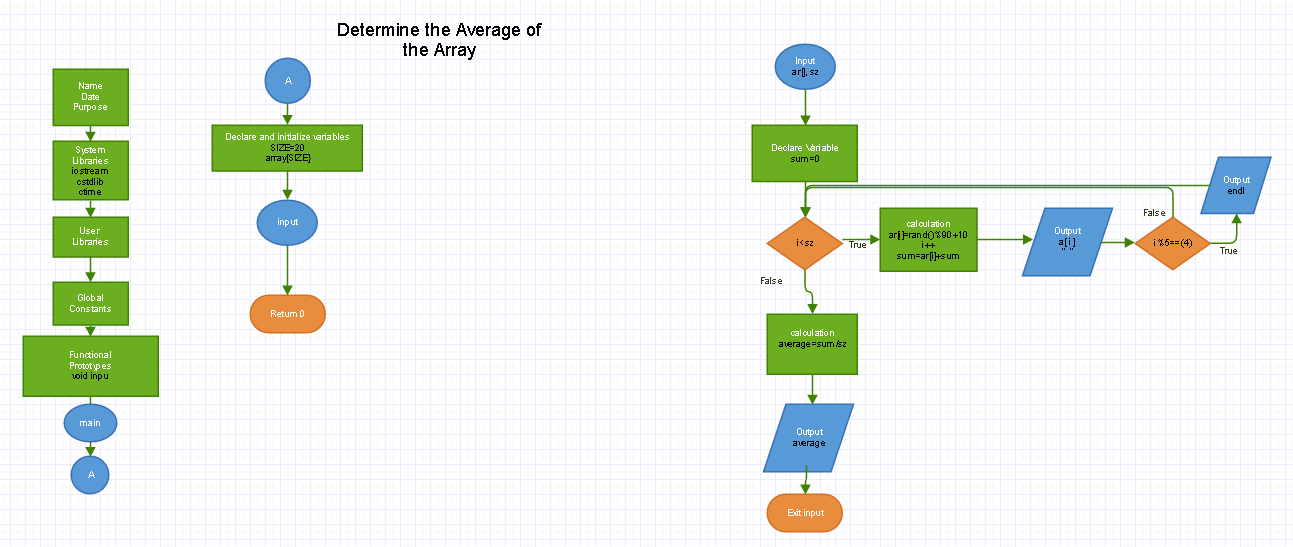 Determine the Average of
the Array
Name
Date
Purpose
System
Libraries
iostream
cstdlib
ctime
User
Libraries
Global
Constants
Functional
Prototypes
void inpu
main
A
A
Declare and initialize variables
SIZE=20
array[SIZE}
input
Return 0
Input
ar[], sz
Declare Variable
sum=0
i<sz
True
False
calculation
ar[i]=rand()%90+10
i++
sum=ar[i]+sum
Output
a[i]
" "
i %5==(4)
False
True
Output
endl
calculation
average=sum/sz
Output
average
Exit input